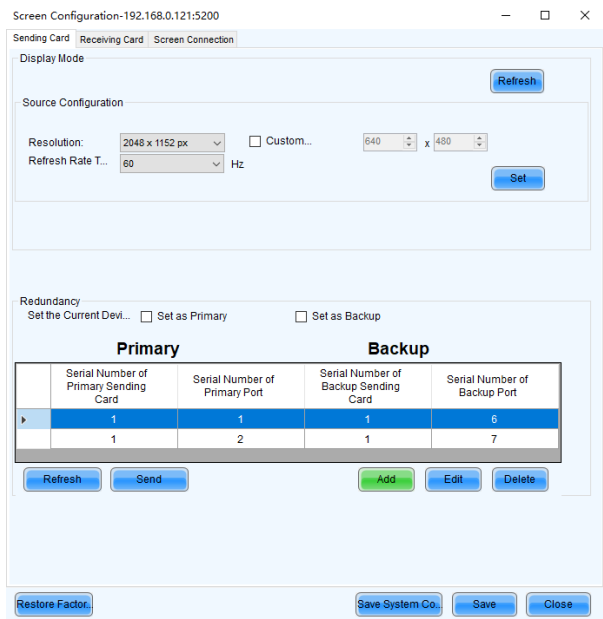 Screen Configuration-192.168.0.121:5200
Sending Card Receiving Card Screen Connection
Display Mode
Refresh
Source Configuration
Resolution: 2048 x 1152 px Custom... 640 x 480
Refresh Rate T... 60 Hz
Set
Redundancy
Set the Current Devi... Set as Primary Set as Backup
Primary Backup
Serial Number of Primary Sending Card Serial Number of Primary Port Serial Number of Backup Sending Card Serial Number of Backup Port
1 1 1 6
1 2 1 7
Refresh Send Add Edit Delete
Restore Factor.. Save System Co.. Save Close